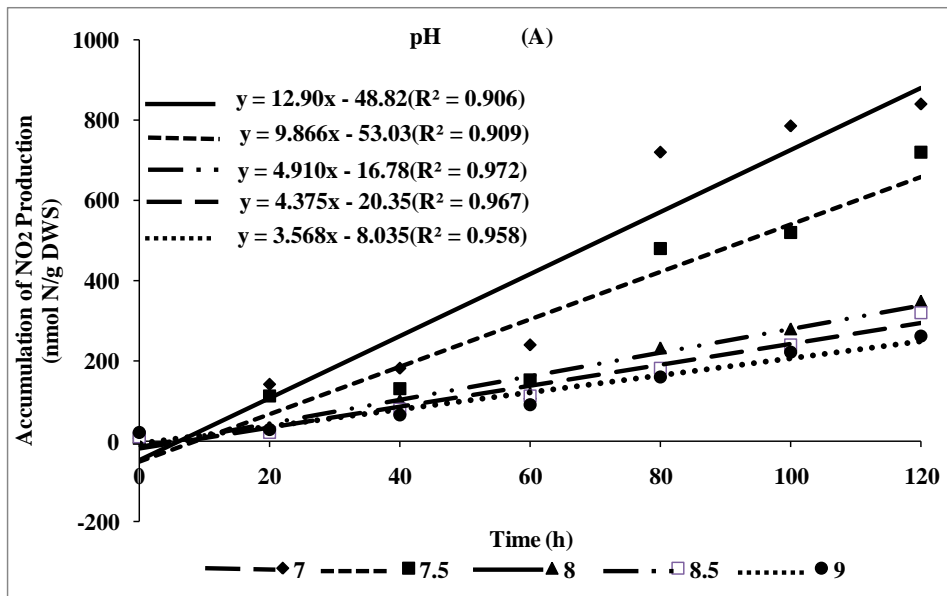 pH (A)
1000
800
600
400
200
0
-200
y = 12.90x - 48.82(R² = 0.906)
y = 9.866x - 53.03(R² = 0.909)
y = 4.910x - 16.78(R² = 0.972)
y = 4.375x - 20.35(R² = 0.967)
y = 3.568x - 8.035(R² = 0.958)
Accumulation of NO2 Production
(nmol N/g DWS)
0 20 40 60 80 100 120
Time (h)
7 7.5 8 8.5 9